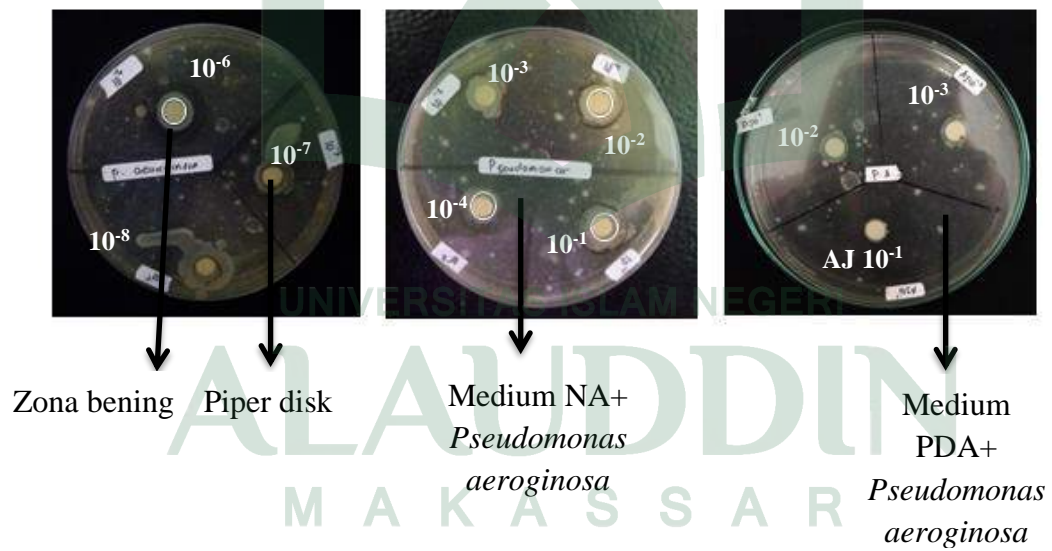 10-6
10-7
10-8
P. aeruginosa
10-3
10-2
10-4
10-1
Pseudomonas
10-2
10-3
P.A
AJ 10-1
UNIVERSITAS ISLAM NEGERI
ALAUDDIN
MAKASSAR
Zona bening
Piper disk
Medium NA+
Pseudomonas
aeroginosa
Medium
PDA+
Pseudomonas
aeroginosa